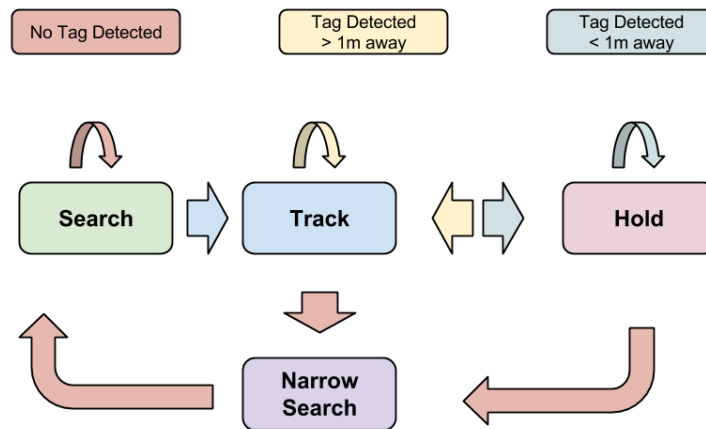 No Tag Detected
Tag Detected
> 1m away
Tag Detected
< 1m away
Search
Track
Hold
Narrow
Search